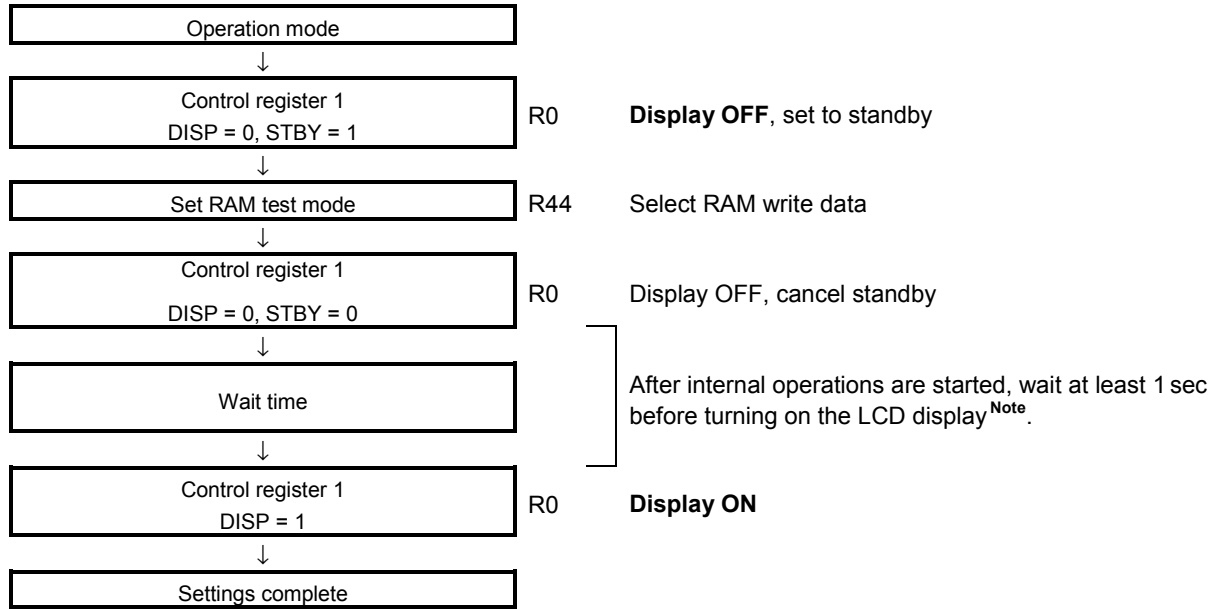 Operation mode
↓
Control register 1
DISP = 0, STBY = 1
R0 Display OFF, set to standby
↓
Set RAM test mode
R44 Select RAM write data
↓
Control register 1
DISP = 0, STBY = 0
R0 Display OFF, cancel standby
↓
Wait time
After internal operations are started, wait at least 1 sec
before turning on the LCD display Note.
↓
Control register 1
DISP = 1
R0 Display ON
↓
Settings complete